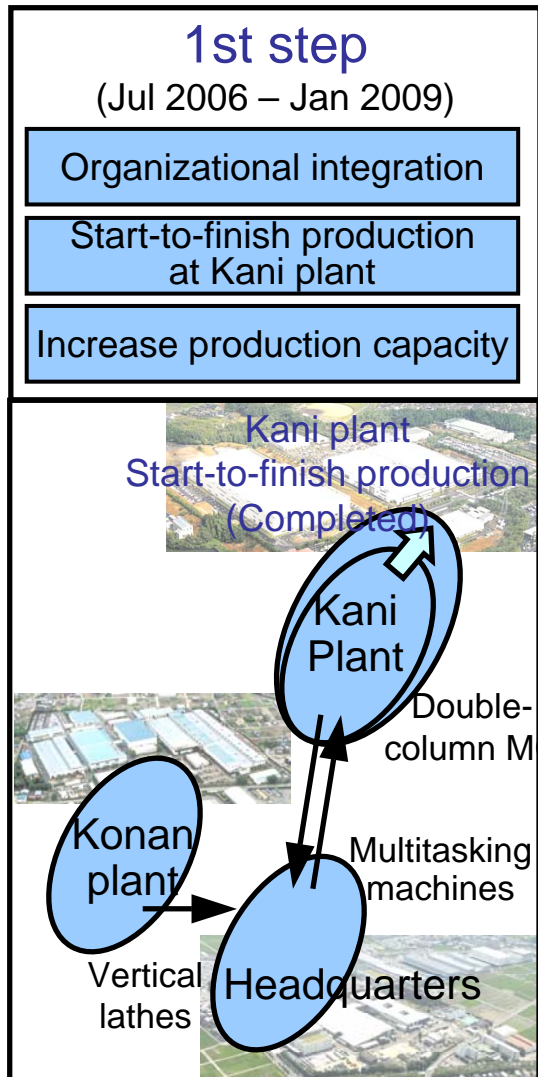 1st step
(Jul 2006 – Jan 2009)
Organizational integration
Start-to-finish production
at Kani plant
Increase production capacity
Kani plant
Start-to-finish production
(Completed)
Kani
Plant
Double-
column M
Konan
plant
Multitasking
machines
Vertical
lathes
Headquarters